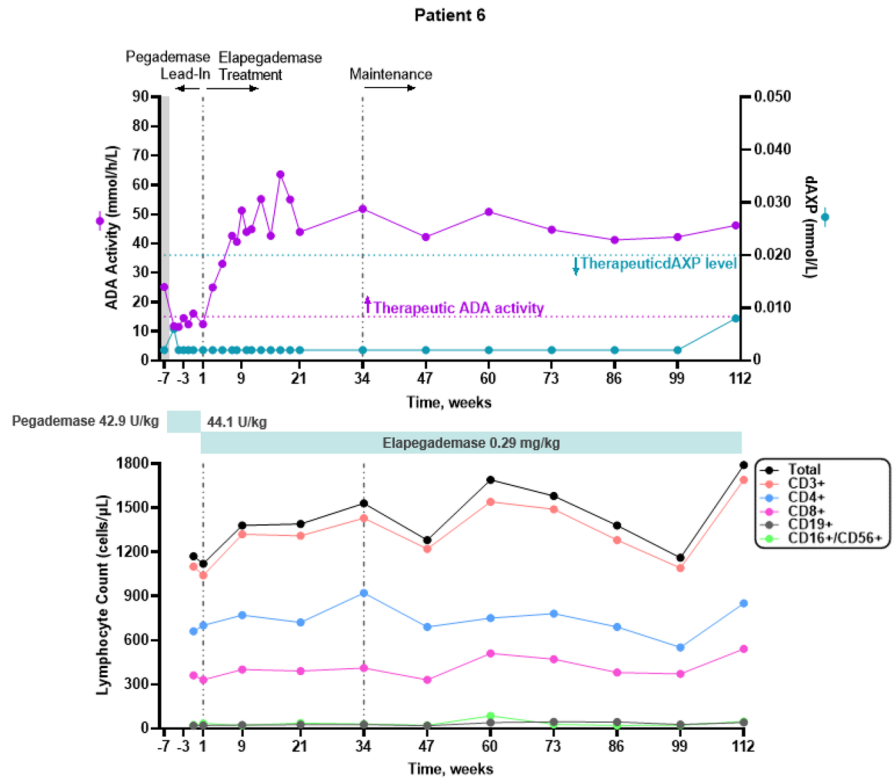 Patient 6
Pegademase Elapegademase
Lead-In Treatment Maintenance
ADA Activity (mmol/h/L)
90
80
70
60
50
40
30
20
10
0
0.050
0.040
0.030
0.020
0.010
0
dAXP (mmol/L)
TherapeuticdAXP level
Therapeutic ADA activity
-7 -3 1 9 21 34 47 60 73 86 99 112
Time, weeks
Pegademase 42.9 U/kg 44.1 U/kg
Elapegademase 0.29 mg/kg
Lymphocyte Count (cells/µL)
1800
1500
1200
900
600
300
0
Total
CD3+
CD4+
CD8+
CD19+
CD16+/CD56+
-7 -3 1 9 21 34 47 60 73 86 99 112
Time, weeks